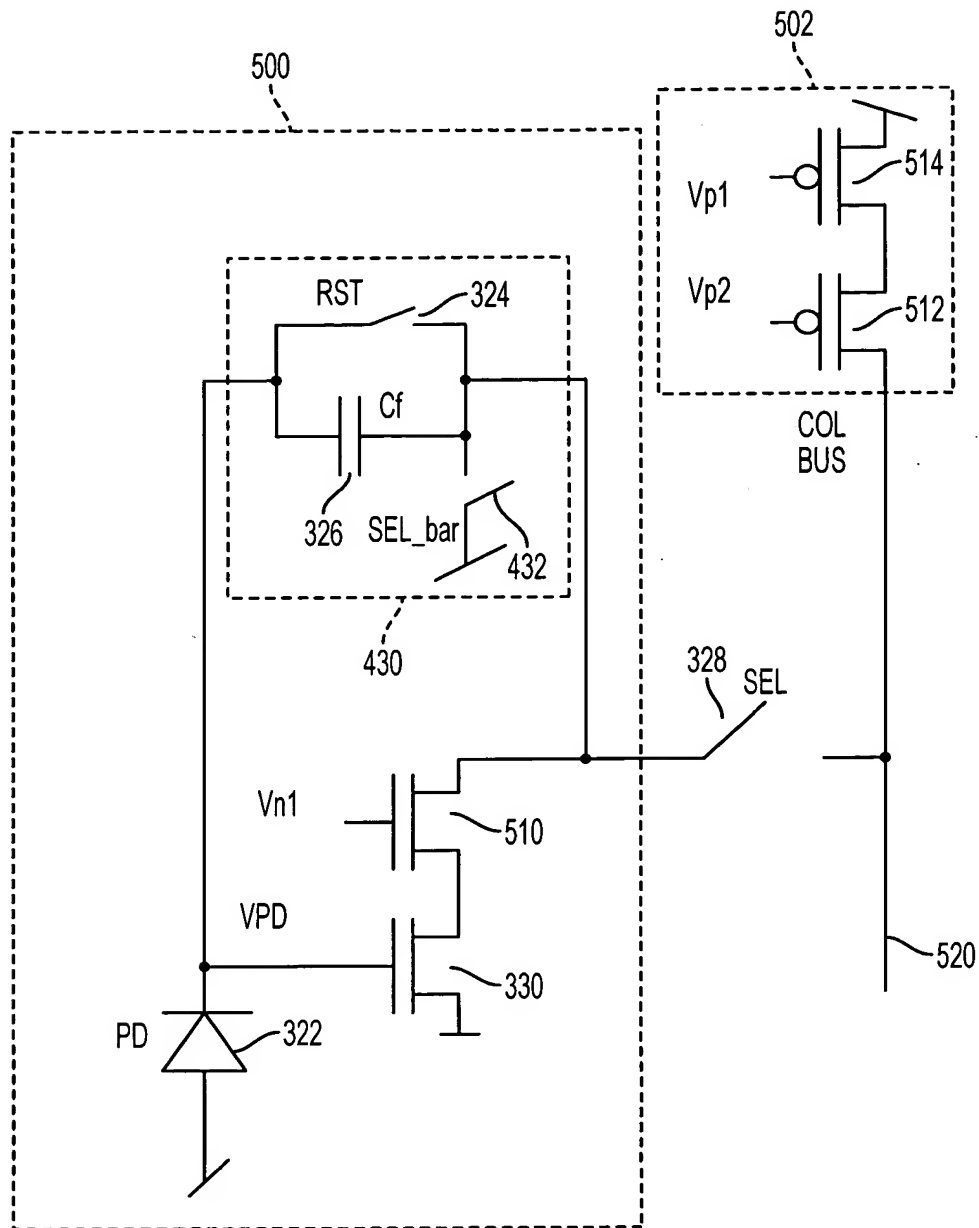 502
500
514
Vp1
RST
324
Vp2
512
Cf
COL
BUS
326
SEL_bar
432
430
328
SEL
Vn1
510
VPD
330
520
PD
322